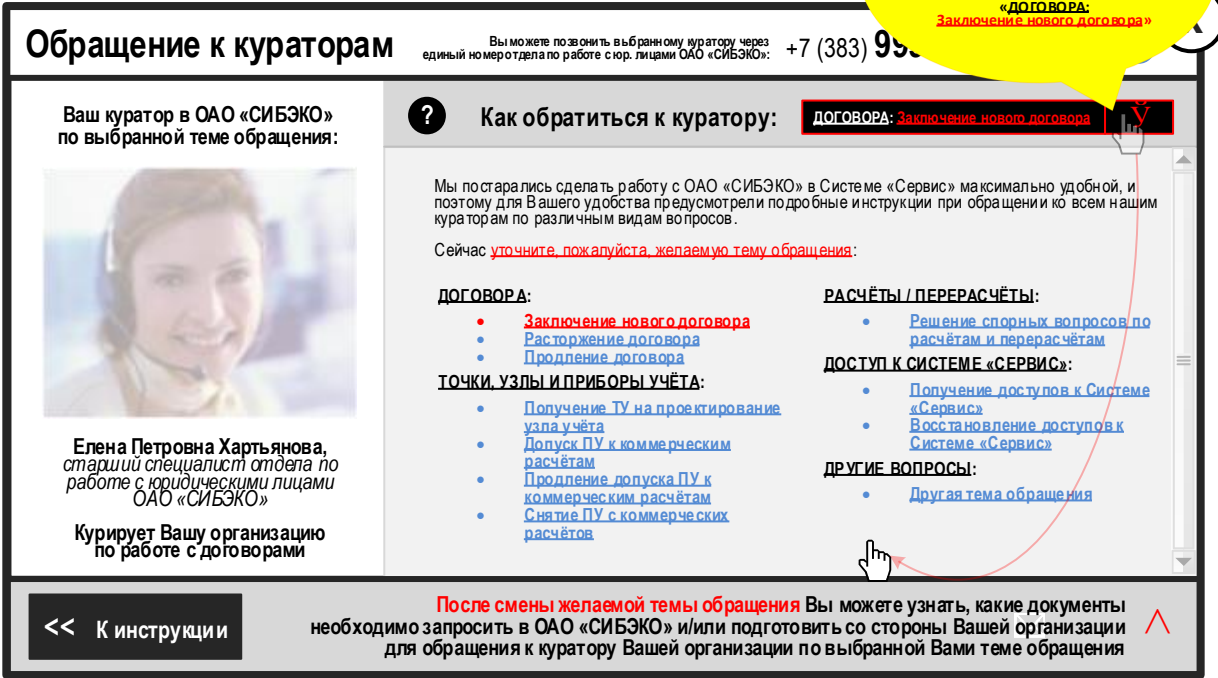 «ДОГОВОРА:
Заключение нового договора»
Обращение к кураторам
Вы можете позвонить выбранному куратору через
единый номер отдела по работе с юр. лицами ОАО «СИБЭКО»:
+7 (383)
Ваш куратор в ОАО «СИБЭКО»
по выбранной теме обращения:
? Как обратиться к куратору:
ДОГОВОРА: Заключение нового договора
Мы постарались сделать работу с ОАО «СИБЭКО» в Системе «Сервис» максимально удобной, и
поэтому для Вашего удобства предусмотрели подробные инструкции при обращении ко всем нашим
кураторам по различным видам вопросов.
Сейчас уточните, пожалуйста, желаемую тему обращения:
ДОГОВОРА:
• Заключение нового договора
• Расторжение договора
• Продление договора
ТОЧКИ, УЗЛЫ И ПРИБОРЫ УЧЁТА:
• Получение ТУ на проектирование
узла учёта
• Допуск ПУ к коммерческим
расчётам
• Продление допуска ПУ к
коммерческим расчётам
• Снятие ПУ с коммерческих
расчётов
РАСЧЁТЫ / ПЕРЕРАСЧЁТЫ:
• Решение спорных вопросов по
расчётам и перерасчётам
ДОСТУП К СИСТЕМЕ «СЕРВИС»:
• Получение доступов к Системе
«Сервис»
• Восстановление доступов к
Системе «Сервис»
ДРУГИЕ ВОПРОСЫ:
• Другая тема обращения
Елена Петровна Хартьянова,
старший специалист отдела по
работе с юридическими лицами
ОАО «СИБЭКО»
Курирует Вашу организацию
по работе с договорами
<< К инструкции
После смены желаемой темы обращения Вы можете узнать, какие документы
необходимо запросить в ОАО «СИБЭКО» и/или подготовить со стороны Вашей организации
для обращения к куратору Вашей организации по выбранной Вами теме обращения